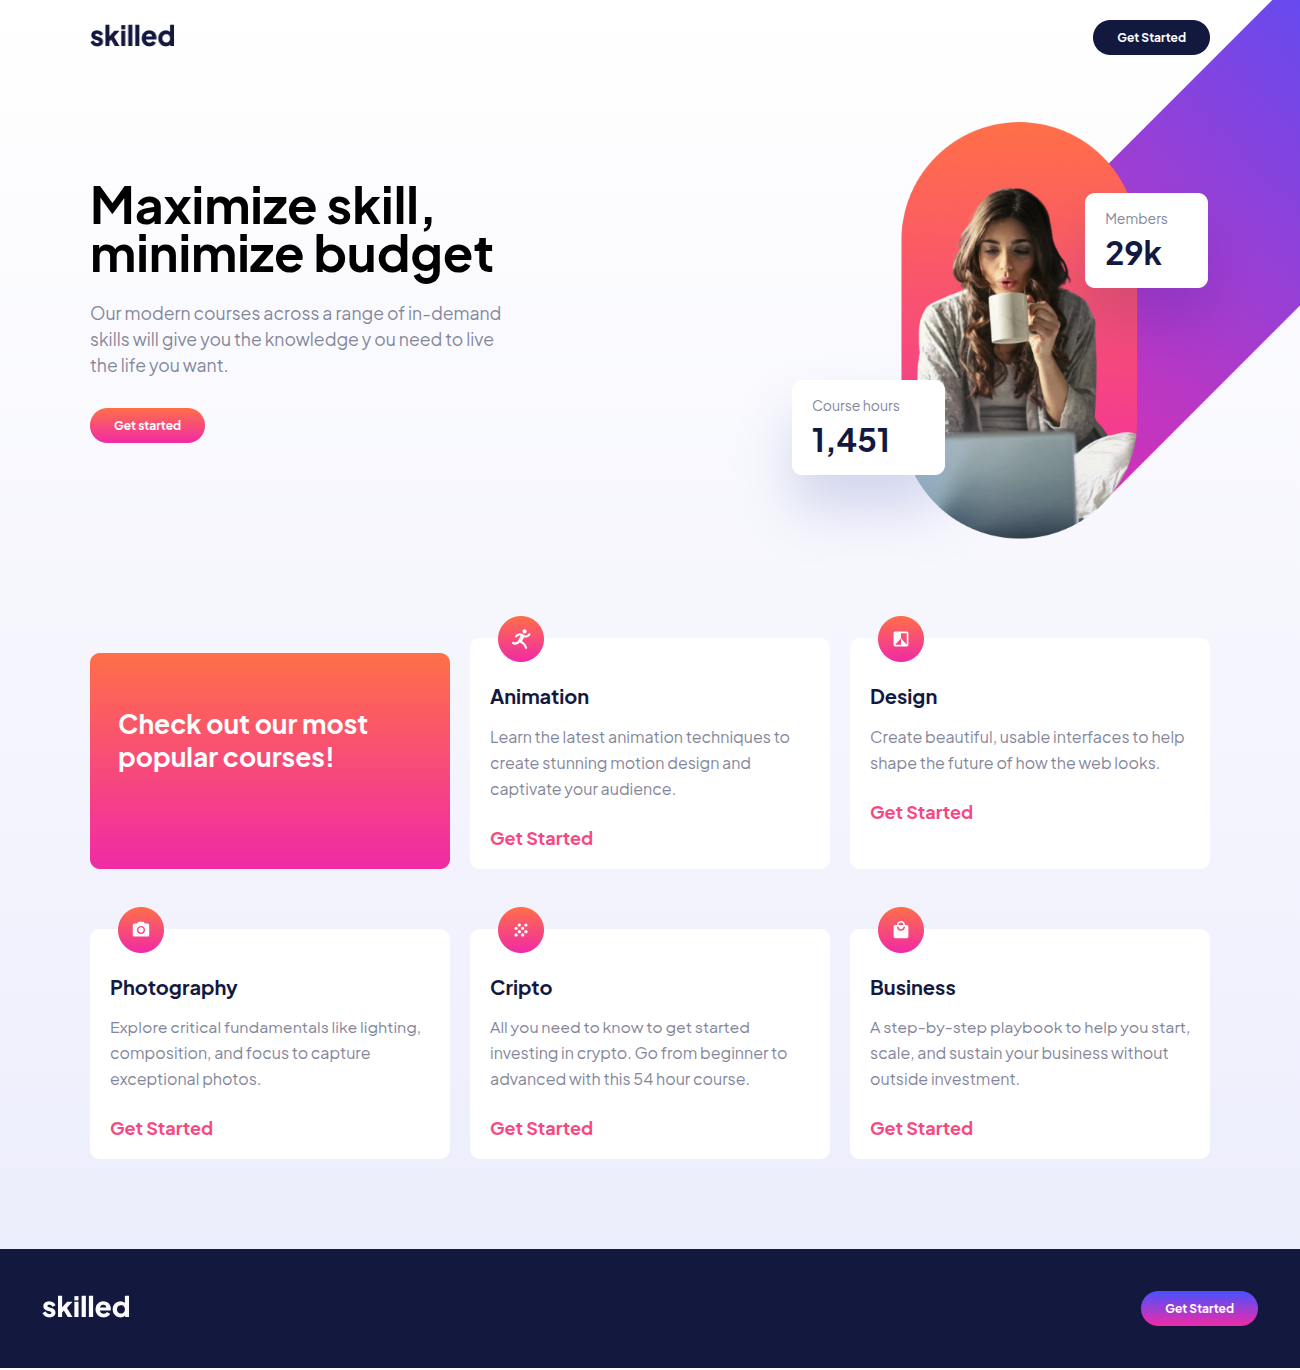 skilled
Get Started
Maximize skill,
minimize budget
Our modern courses across a range of in-demand
skills will give you the knowledge y ou need to live
the life you want.
Get started
Members
29k
Course hours
1,451
Check out our most
popular courses!
Animation
Learn the latest animation techniques to
create stunning motion design and
captivate your audience.
Get Started
Design
Create beautiful, usable interfaces to help
shape the future of how the web looks.
Get Started
Photography
Explore critical fundamentals like lighting,
composition, and focus to capture
exceptional photos.
Get Started
Cripto
All you need to know to get started
investing in crypto. Go from beginner to
advanced with this 54 hour course.
Get Started
Business
A step-by-step playbook to help you start,
scale, and sustain your business without
outside investment.
Get Started
skilled
Get Started